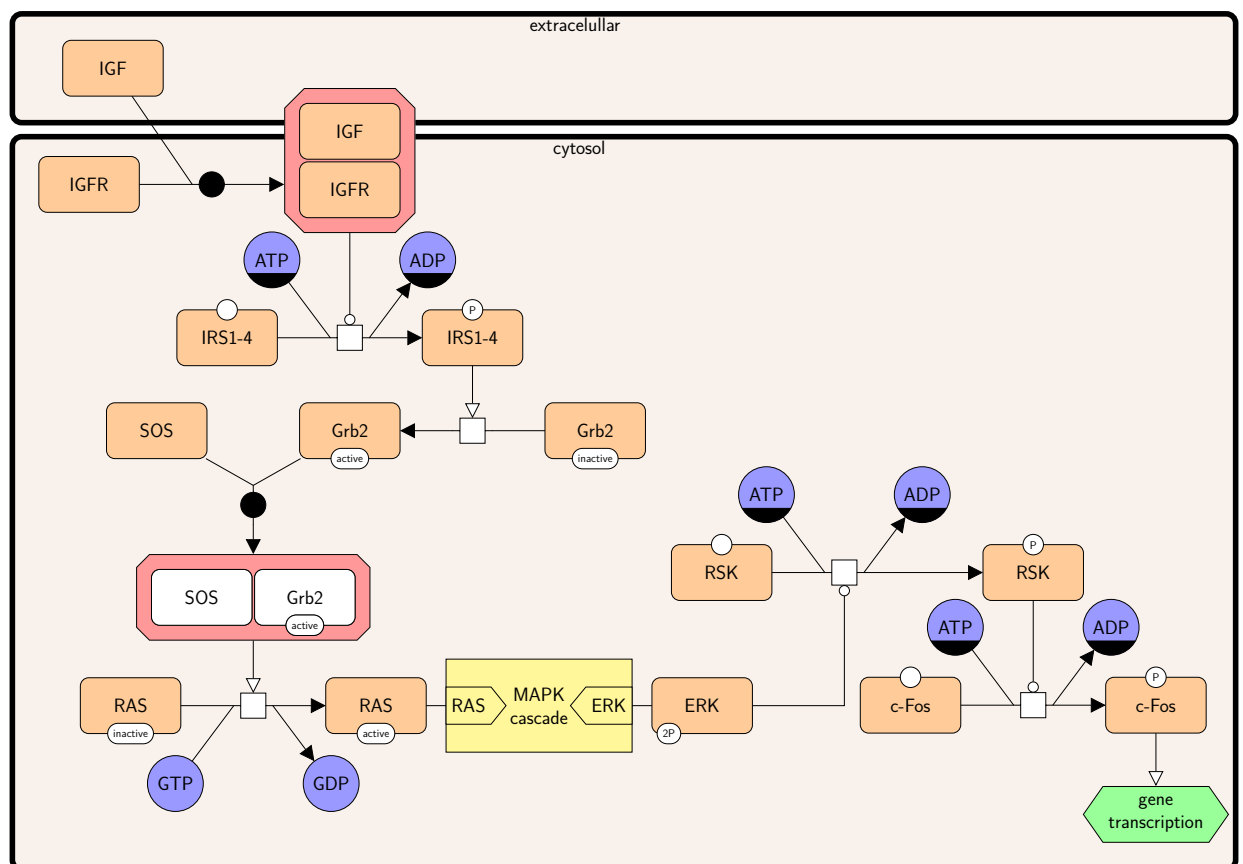 extracelullar
IGF
IGF
cytosol
IGFR
IGFR
ATP
ADP
P
IRS1-4
IRS1-4
SOS
Grb2
Grb2
active
inactive
ATP
ADP
P
RSK
RSK
SOS
Grb2
active
ATP
ADP
P
RAS
RAS
RAS
MAPK
cascade
ERK
ERK
c-Fos
c-Fos
inactive
active
2P
GTP
GDP
gene
transcription